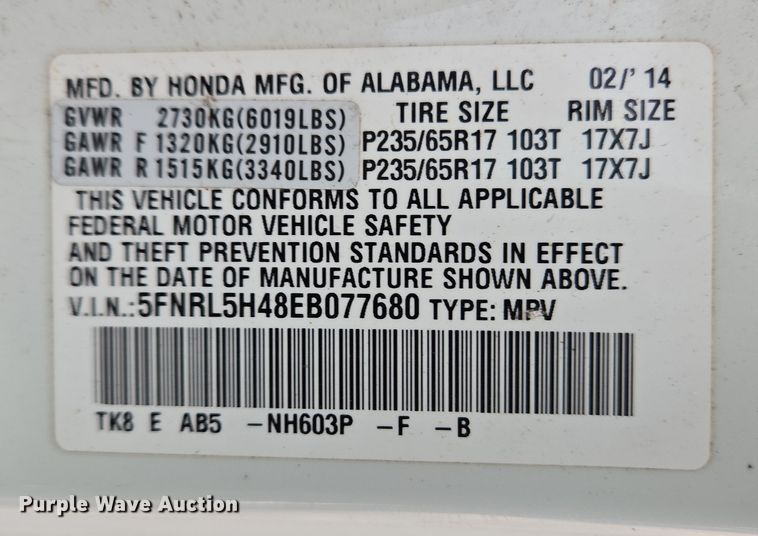 MFD. BY HONDA MFG. OF ALABAMA, LLC 02/'14
GVWR 2730KG(6019LBS) TIRE SIZE RIM SIZE
GAWR F 1320KG(2910LBS) P235/65R17 103T 17X7J
GAWR R 1515KG(3340LBS) P235/65R17 103T 17X7J
THIS VEHICLE CONFORMS TO ALL APPLICABLE
FEDERAL MOTOR VEHICLE SAFETY
AND THEFT PREVENTION STANDARDS IN EFFECT
ON THE DATE OF MANUFACTURE SHOWN ABOVE.
V.I.N.:5FNRL5H48EB077680 TYPE: MPV
TK8 E AB5 -NH603P -F -B
Purple Wave Auction